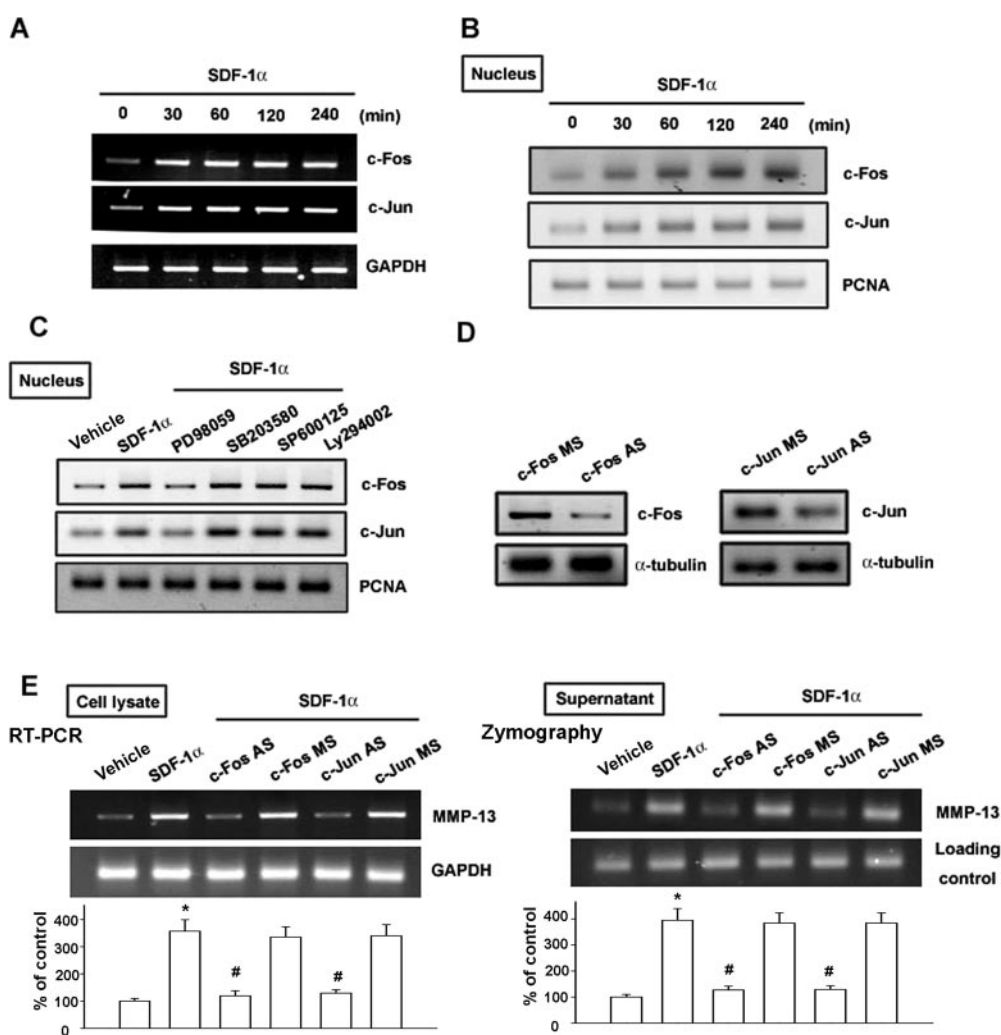 A
SDF-1α
0 30 60 120 240 (min)
c-Fos
c-Jun
GAPDH
B
Nucleus
SDF-1α
0 30 60 120 240 (min)
c-Fos
c-Jun
PCNA
C
Nucleus
SDF-1α
Vehicle SDF-1α PD98059 SB203580 SP600125 Ly294002
c-Fos
c-Jun
PCNA
D
c-Fos MS c-Fos AS
c-Fos
α-tubulin
c-Jun MS c-Jun AS
c-Jun
α-tubulin
E
Cell lysate
SDF-1α
RT-PCR
Vehicle SDF-1α c-Fos AS c-Fos MS c-Jun AS c-Jun MS
MMP-13
GAPDH
% of control
400
300
200
100
0
* # #
Supernatant
SDF-1α
Zymography
Vehicle SDF-1α c-Fos AS c-Fos MS c-Jun AS c-Jun MS
MMP-13
Loading
control
% of control
400
300
200
100
0
* # #